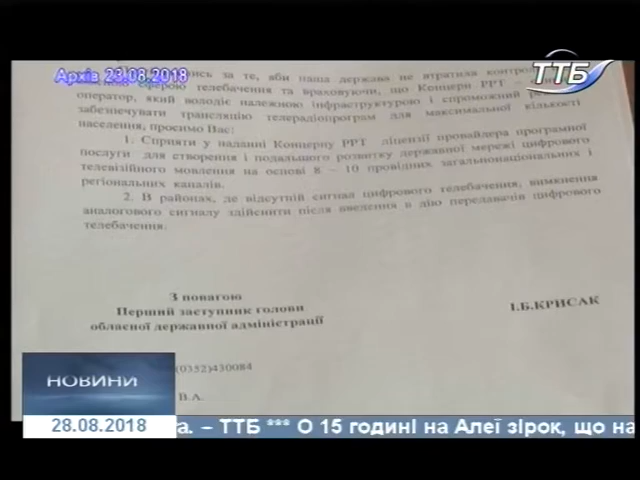 Архів 23.08.2018
ТТБ
за те, аби наша держава не втратила
сферою телебачення та враховуючи, що Концерн РРТ –
оператор, який володіє належною інфраструктурою і спроможний
забезпечувати трансляцію телерадіопрограм для максимальної кількості
населення, просимо Вас:
1. Сприяти у наданні Концерну РРТ ліцензії провайдера програмної
послуги для створення і подальшого розвитку державної мережі цифрового
телевізійного мовлення на основі 8 – 10 провідних загальнонаціональних і
регіональних каналів.
2. В районах, де відсутній сигнал цифрового телебачення, вимкнення
аналогового сигналу здійснити після введення в дію передавачів цифрового
телебачення.
З повагою
Перший заступник голови
обласної державної адміністрації
І.Б.КРИСАК
(0352)430084
В.А.
НОВИНИ
28.08.2018
та. – ТТБ *** О 15 годині на Алеї зірок, що на